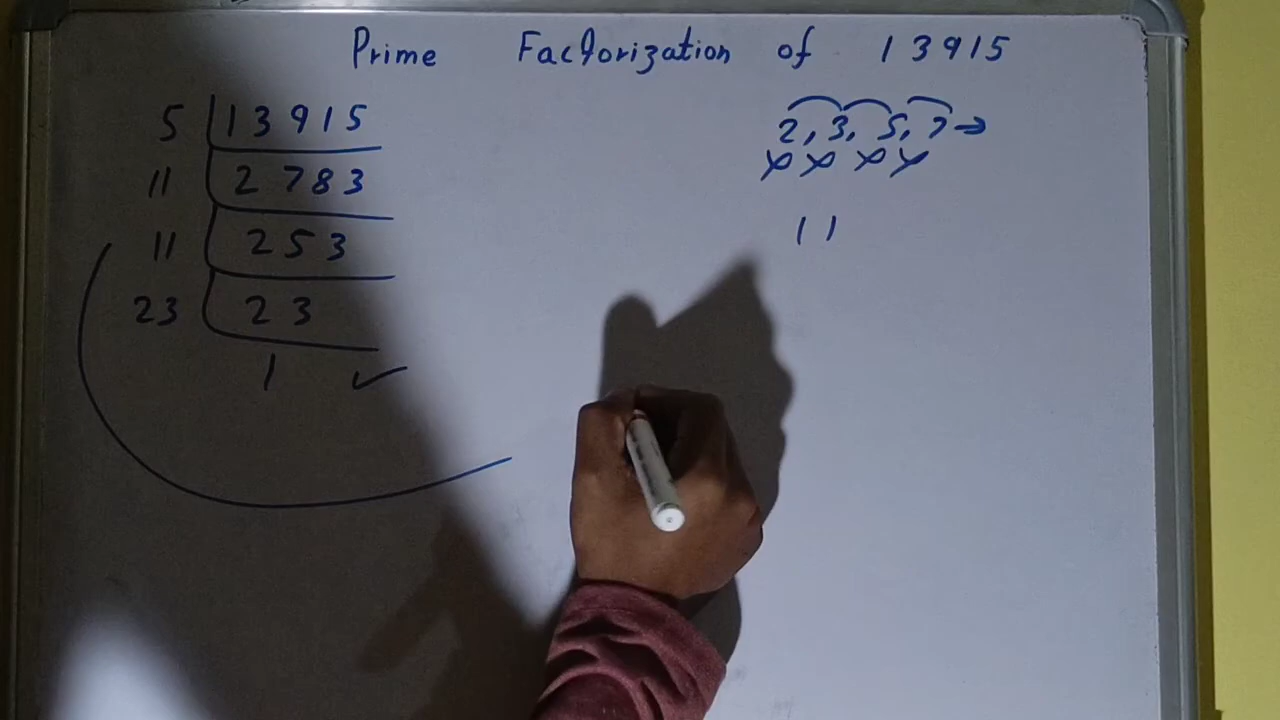 Prime Factorization of 13915
5 | 13915
11 | 2783
11 | 253
23 | 23
1 ✓
2, 3, 5, 7 →
x x x x
11